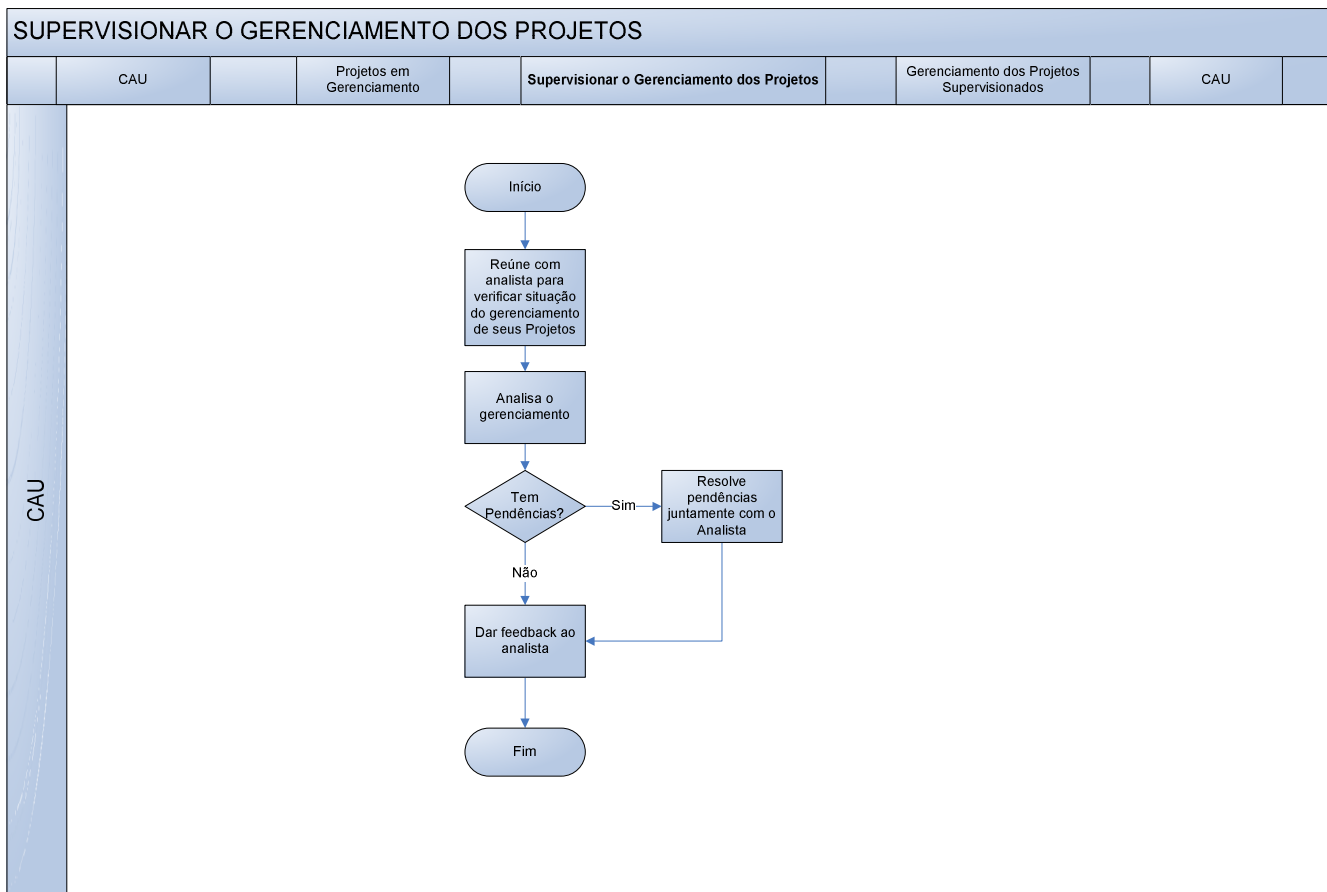 SUPERVISIONAR O GERENCIAMENTO DOS PROJETOS
CAU
Projetos em
Gerenciamento
Supervisionar o Gerenciamento dos Projetos
Gerenciamento dos Projetos
Supervisionados
CAU
CAU
Início
Reúne com
analista para
verificar situação
do gerenciamento
de seus Projetos
Analisa o
gerenciamento
Tem
Pendências?
Sim
Resolve
pendências
juntamente com o
Analista
Não
Dar feedback ao
analista
Fim